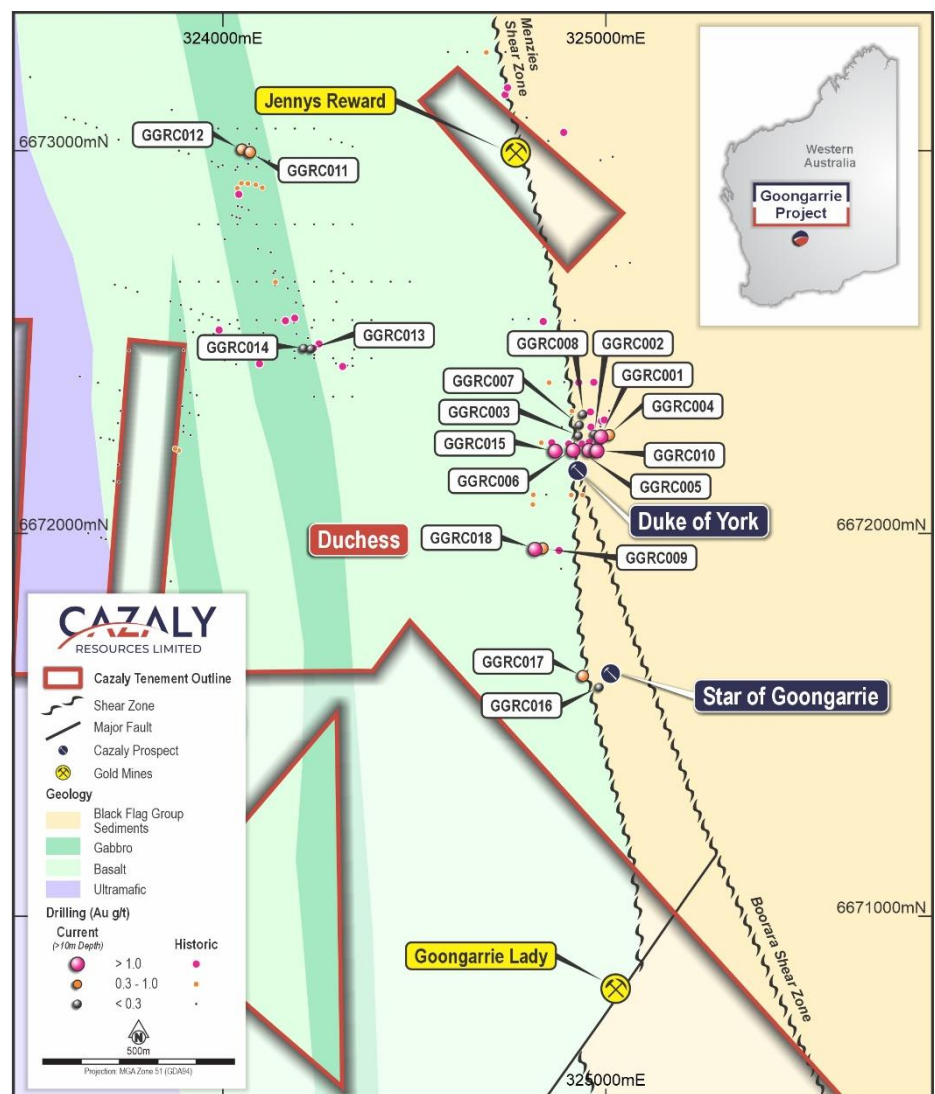 324000mE
325000mE
Menzies
Shear Zone
Jennys Reward
Western
Australia
Goongarrie
Project
GGRC012
GGRC011
6673000mN
GGRC014
GGRC013
GGRC008
GGRC002
GGRC007
GGRC001
GGRC003
GGRC004
GGRC015
GGRC010
GGRC006
GGRC005
Duke of York
6672000mN
6672000mN
Duchess
GGRC018
GGRC009
GGRC017
GGRC016
Star of Goongarrie
CAZALY
RESOURCES LIMITED
Cazaly Tenement Outline
Shear Zone
Major Fault
Cazaly Prospect
Gold Mines
Geology
Black Flag Group
Sediments
Gabbro
Basalt
Ultramafic
Drilling (Au g/t)
Current
(>10m Depth)
Historic
> 1.0
0.3 - 1.0
< 0.3
N
500m
Projection: MGA Zone 51 (GDA94)
6671000mN
Boorara Shear Zone
Goongarrie Lady
325000mE